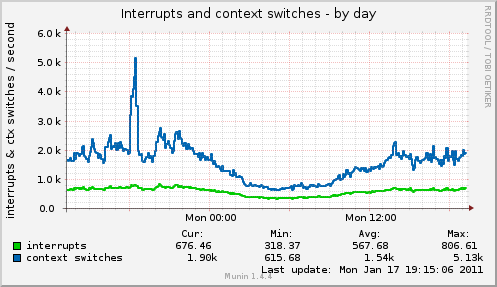 Interrupts and context switches - by day
RRDTOOL / TOBI OETIKER
interrupts & ctx switches / second
6.0 k
5.0 k
4.0 k
3.0 k
2.0 k
1.0 k
0.0
Mon 00:00 Mon 12:00
Cur: Min: Avg: Max:
interrupts 676.46 318.37 567.68 806.61
context switches 1.90k 615.68 1.54k 5.13k
Last update: Mon Jan 17 19:15:06 2011
Munin 1.4.4